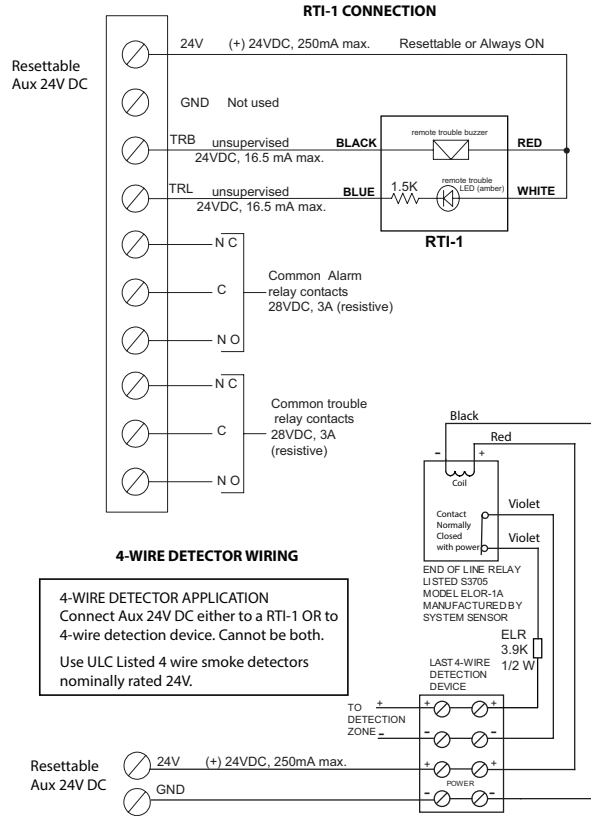 RTI-1 CONNECTION
Resettable
Aux 24V DC
24V (+) 24VDC, 250mA max. Resettable or Always ON
GND Not used
TRB unsupervised
24VDC, 16.5 mA max.
BLACK
remote trouble buzzer
RED
TRL unsupervised
24VDC, 16.5 mA max.
BLUE
1.5K
remote trouble
LED (amber)
WHITE
RTI-1
N C
C
N O
Common Alarm
relay contacts
28VDC, 3A (resistive)
N C
C
N O
Common trouble
relay contacts
28VDC, 3A
(resistive)
Black
Red
- +
Coil
Contact
Normally
Closed
with power
Violet
Violet
END OF LINE RELAY
LISTED S3705
MODEL ELOR-1A
MANUFACTURED BY
SYSTEM SENSOR
4-WIRE DETECTOR WIRING
4-WIRE DETECTOR APPLICATION
Connect Aux 24V DC either to a RTI-1 OR to
4-wire detection device. Cannot be both.
Use ULC Listed 4 wire smoke detectors
nominally rated 24V.
ELR
3.9K
1/2 W
LAST 4-WIRE
DETECTION
DEVICE
TO
DETECTION
ZONE
+ + +
- - -
+ +
POWER
- -
Resettable
Aux 24V DC
24V (+) 24VDC, 250mA max.
GND